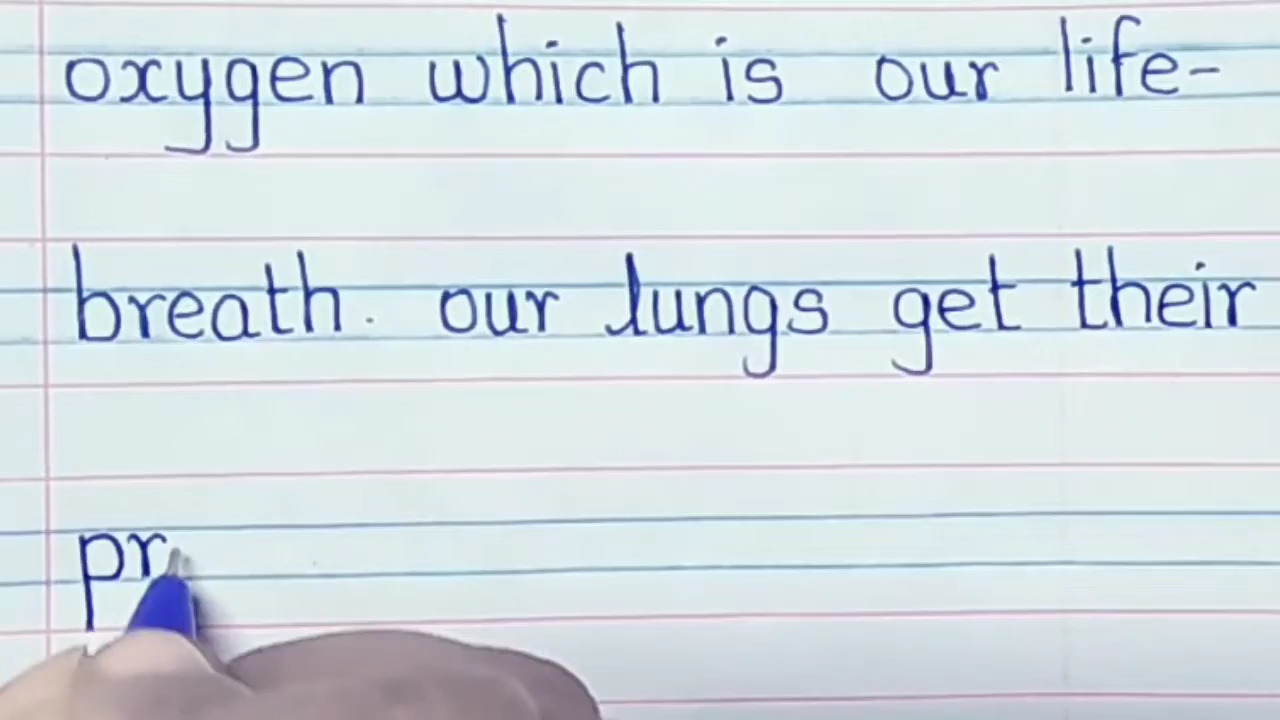 oxygen which is our life-
breath. our lungs get their
pr